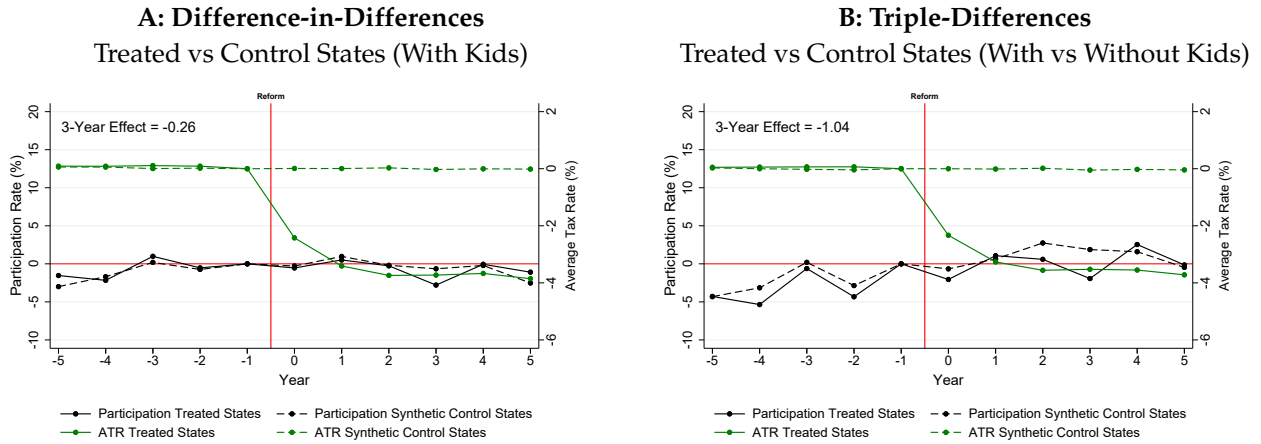 A: Difference-in-Differences
Treated vs Control States (With Kids)
Reform
3-Year Effect = -0.26
Participation Rate (%)
20
15
10
5
0
-5
-10
Average Tax Rate (%)
2
0
-2
-4
-6
-5 -4 -3 -2 -1 0 1 2 3 4 5
Year
Participation Treated States Participation Synthetic Control States
ATR Treated States ATR Synthetic Control States
B: Triple-Differences
Treated vs Control States (With vs Without Kids)
Reform
3-Year Effect = -1.04
Participation Rate (%)
20
15
10
5
0
-5
-10
Average Tax Rate (%)
2
0
-2
-4
-6
-5 -4 -3 -2 -1 0 1 2 3 4 5
Year
Participation Treated States Participation Synthetic Control States
ATR Treated States ATR Synthetic Control States